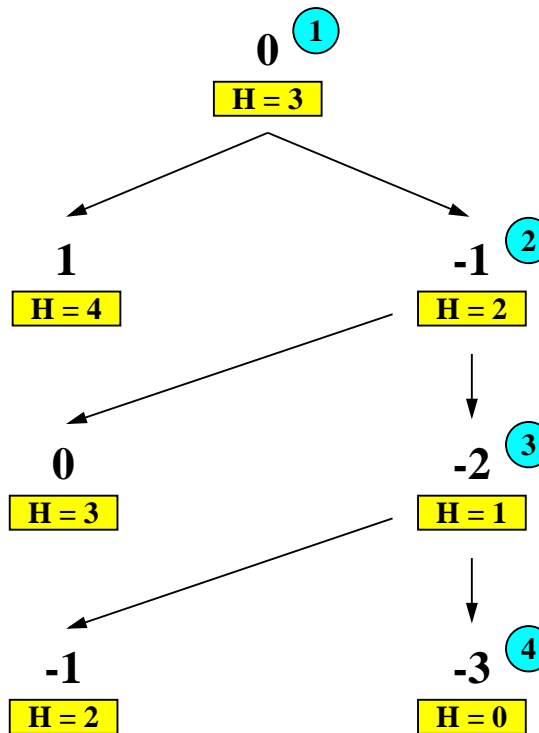 1
0
H = 3
1
-1
2
H = 4
H = 2
0
-2
3
H = 3
H = 1
-1
-3
4
H = 2
H = 0